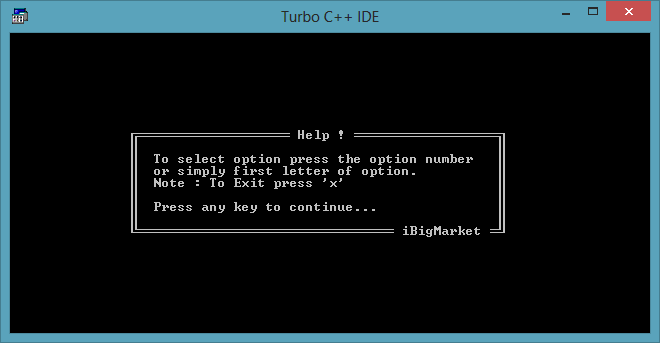 Turbo C++ IDE
Help !
To select option press the option number
or simply first letter of option.
Note : To Exit press 'x'
Press any key to continue...
iBigMarket